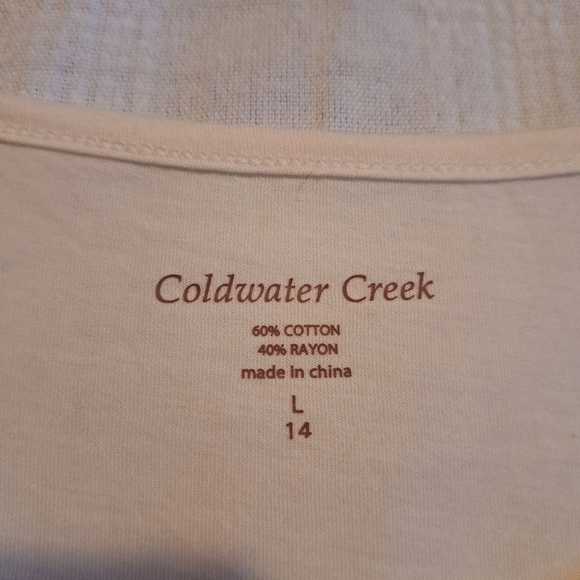 Coldwater Creek
60% COTTON
40% RAYON
made in china
L
14